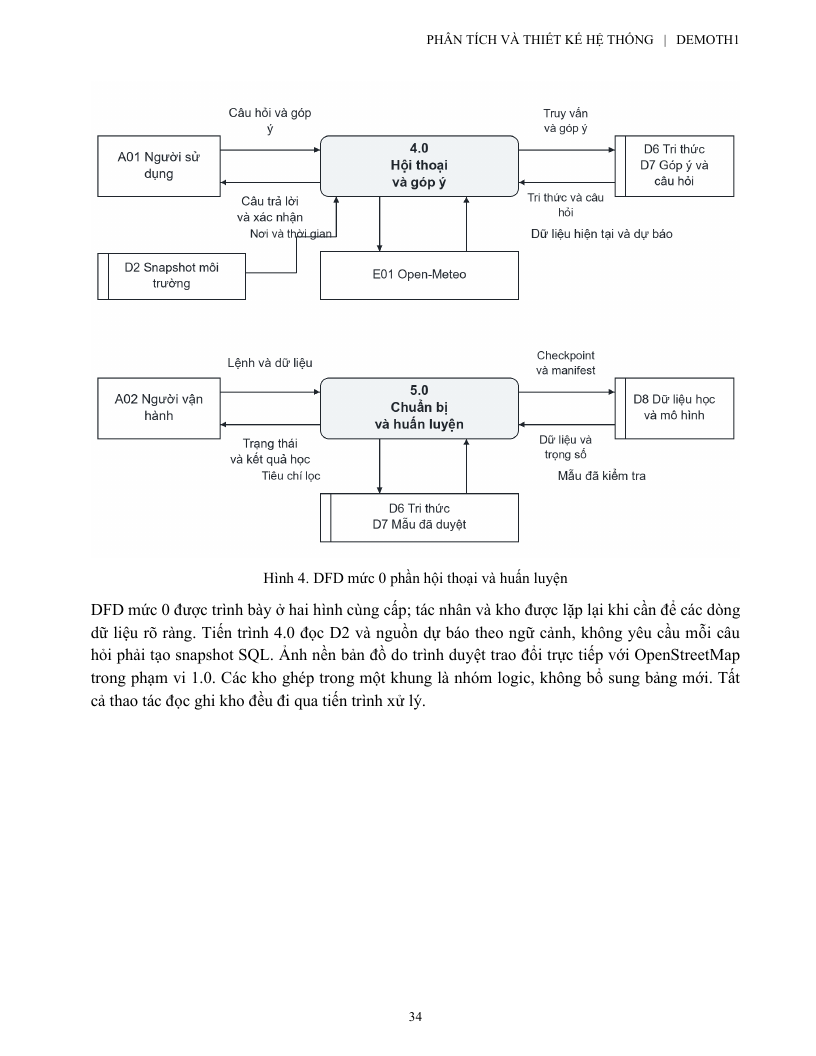 PHÂN TÍCH VÀ THIẾT KẾ HỆ THỐNG | DEMOTH1
Câu hỏi và góp
ý
Truy vấn
và góp ý
A01 Người sử
dụng
4.0
Hội thoại
và góp ý
D6 Tri thức
D7 Góp ý và
câu hỏi
Câu trả lời
và xác nhận
Tri thức và câu
hỏi
Nơi và thời gian
Dữ liệu hiện tại và dự báo
D2 Snapshot môi
trường
E01 Open-Meteo
Lệnh và dữ liệu
Checkpoint
và manifest
A02 Người vận
hành
5.0
Chuẩn bị
và huấn luyện
D8 Dữ liệu học
và mô hình
Trạng thái
và kết quả học
Dữ liệu và
trọng số
Tiêu chí lọc
Mẫu đã kiểm tra
D6 Tri thức
D7 Mẫu đã duyệt
Hình 4. DFD mức 0 phần hội thoại và huấn luyện
DFD mức 0 được trình bày ở hai hình cùng cấp; tác nhân và kho được lặp lại khi cần để các dòng
dữ liệu rõ ràng. Tiến trình 4.0 đọc D2 và nguồn dự báo theo ngữ cảnh, không yêu cầu mỗi câu
hỏi phải tạo snapshot SQL. Ảnh nền bản đồ do trình duyệt trao đổi trực tiếp với OpenStreetMap
trong phạm vi 1.0. Các kho ghép trong một khung là nhóm logic, không bổ sung bảng mới. Tất
cả thao tác đọc ghi kho đều đi qua tiến trình xử lý.
34